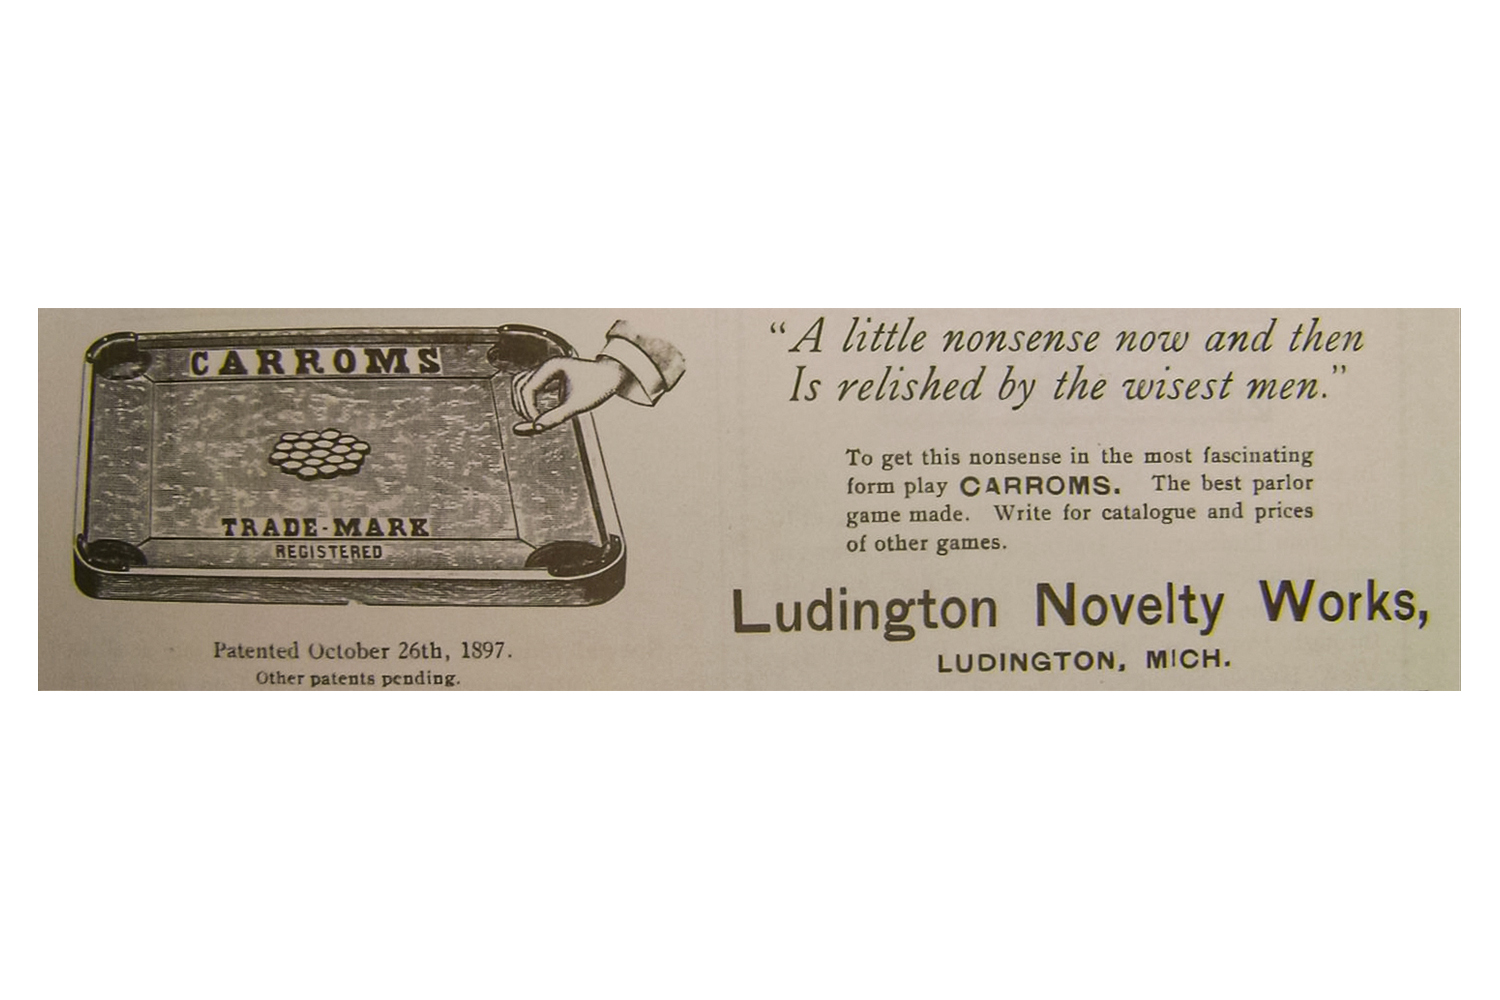 CARROMS
TRADE-MARK
REGISTERED
Patented October 26th, 1897.
Other patents pending.
“A little nonsense now and then
Is relished by the wisest men.”
To get this nonsense in the most fascinating
form play CARROMS. The best parlor
game made. Write for catalogue and prices
of other games.
Ludington Novelty Works,
LUDINGTON, MICH.